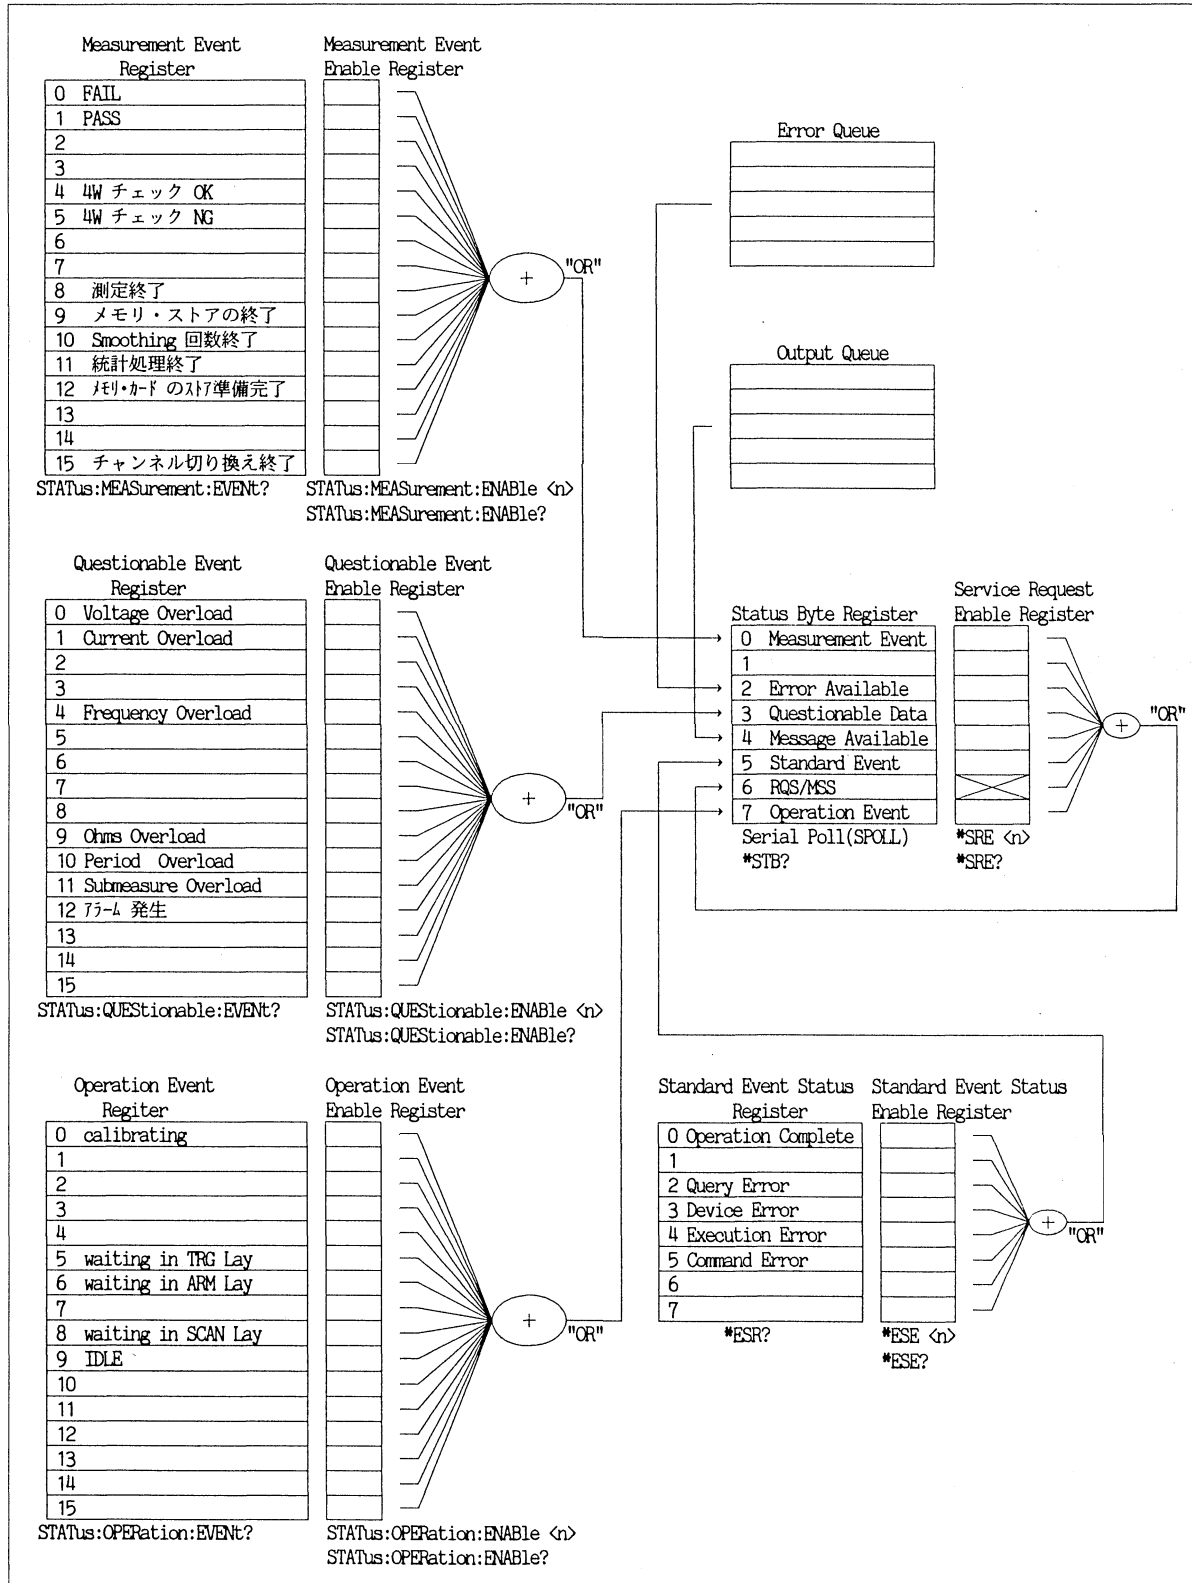 Measurement Event
Register
0 FAIL
1 PASS
2
3
4 4W チェック OK
5 4W チェック NG
6
7
8 測定終了
9 メモリ・ストアの終了
10 Smoothing 回数終了
11 統計処理終了
12 ﾒﾓﾘ･ｶｰﾄﾞ のｽﾄｱ準備完了
13
14
15 チャンネル切り換え終了
STATus:MEASurement:EVENt?
Measurement Event
Enable Register
"OR"
+
STATus:MEASurement:ENABle <n>
STATus:MEASurement:ENABle?
Error Queue
Output Queue
Questionable Event
Register
0 Voltage Overload
1 Current Overload
2
3
4 Frequency Overload
5
6
7
8
9 Ohms Overload
10 Period Overload
11 Submeasure Overload
12 ｱﾗｰﾑ 発生
13
14
15
STATus:QUEStionable:EVENt?
Questionable Event
Enable Register
+
"OR"
STATus:QUEStionable:ENABle <n>
STATus:QUEStionable:ENABle?
Status Byte Register
0 Measurement Event
1
2 Error Available
3 Questionable Data
4 Message Available
5 Standard Event
6 RQS/MSS
7 Operation Event
Serial Poll(SPOLL)
*STB?
Service Request
Enable Register
+
"OR"
*SRE <n>
*SRE?
Operation Event
Regiter
0 calibrating
1
2
3
4
5 waiting in TRG Lay
6 waiting in ARM Lay
7
8 waiting in SCAN Lay
9 IDLE
10
11
12
13
14
15
STATus:OPERation:EVENt?
Operation Event
Enable Register
+
"OR"
STATus:OPERation:ENABle <n>
STATus:OPERation:ENABle?
Standard Event Status
Register
0 Operation Complete
1
2 Query Error
3 Device Error
4 Execution Error
5 Command Error
6
7
*ESR?
Standard Event Status
Enable Register
+
"OR"
*ESE <n>
*ESE?